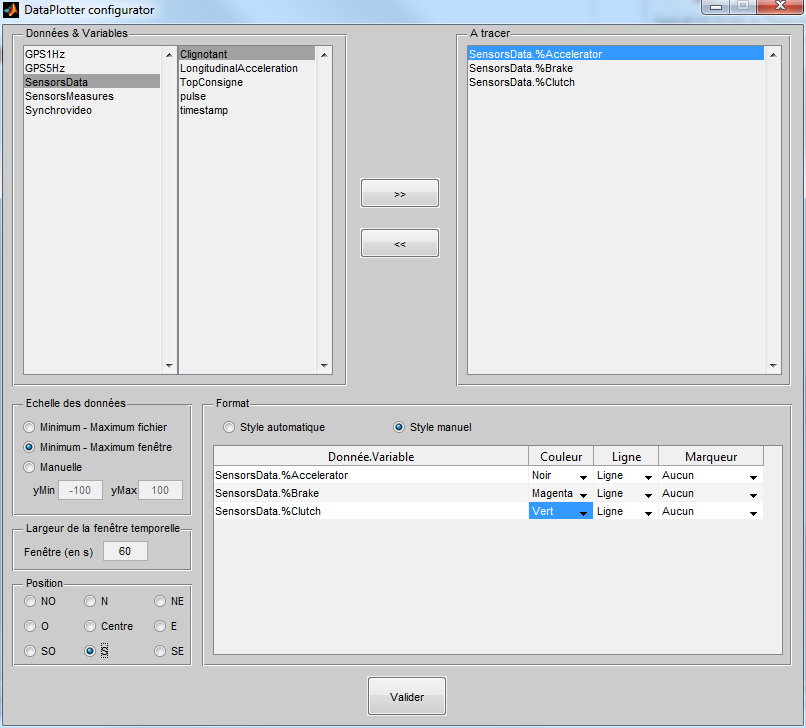 DataPlotter configurator
Données & Variables
GPS1Hz
GPS5Hz
SensorsData
SensorsMeasures
Synchrovideo
Clignotant
LongitudinalAcceleration
TopConsigne
pulse
timestamp
>>
<<
A tracer
SensorsData.%Accelerator
SensorsData.%Brake
SensorsData.%Clutch
Echelle des données
Minimum - Maximum fichier
Minimum - Maximum fenêtre
Manuelle
yMin -100 yMax 100
Largeur de la fenêtre temporelle
Fenêtre (en s) 60
Position
NO N NE
O Centre E
SO S SE
Format
Style automatique Style manuel
Donnée.Variable Couleur Ligne Marqueur
SensorsData.%Accelerator Noir Ligne Aucun
SensorsData.%Brake Magenta Ligne Aucun
SensorsData.%Clutch Vert Ligne Aucun
Valider